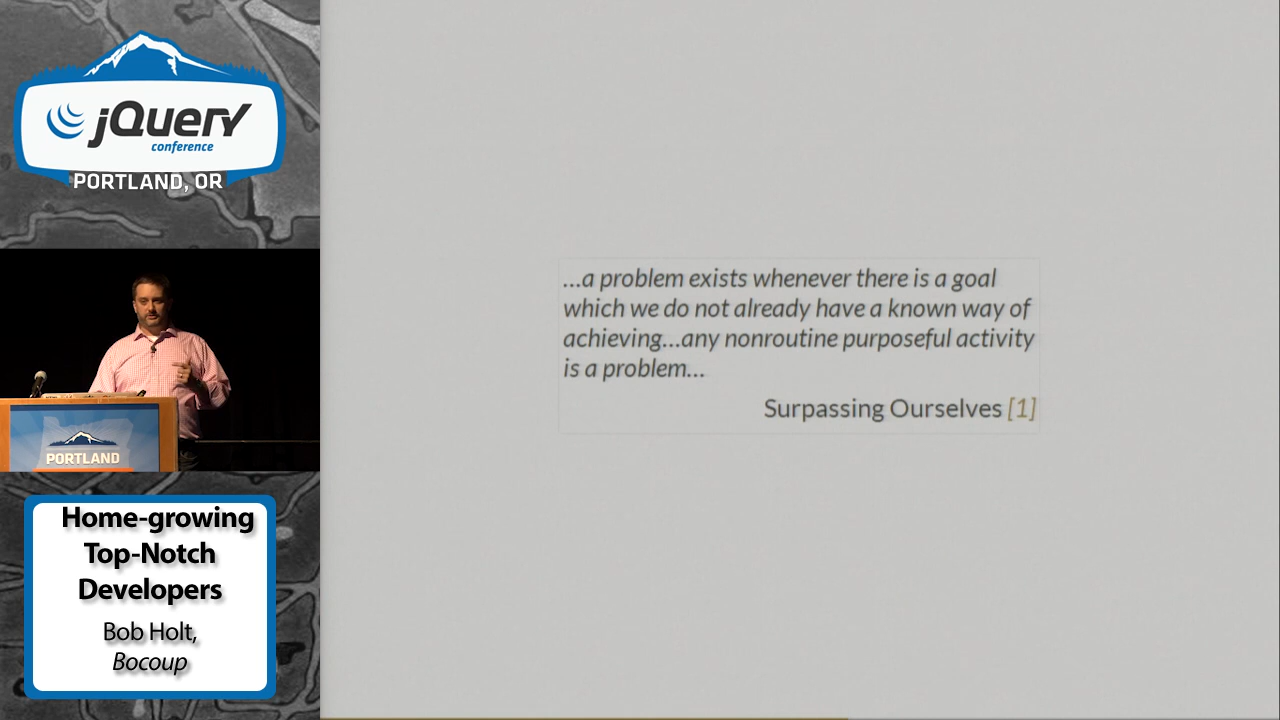 jQuery
conference
PORTLAND, OR
PORTLAND
Home-growing
Top-Notch
Developers
Bob Holt,
Bocoup
...a problem exists whenever there is a goal
which we do not already have a known way of
achieving...any nonroutine purposeful activity
is a problem...
Surpassing Ourselves [1]